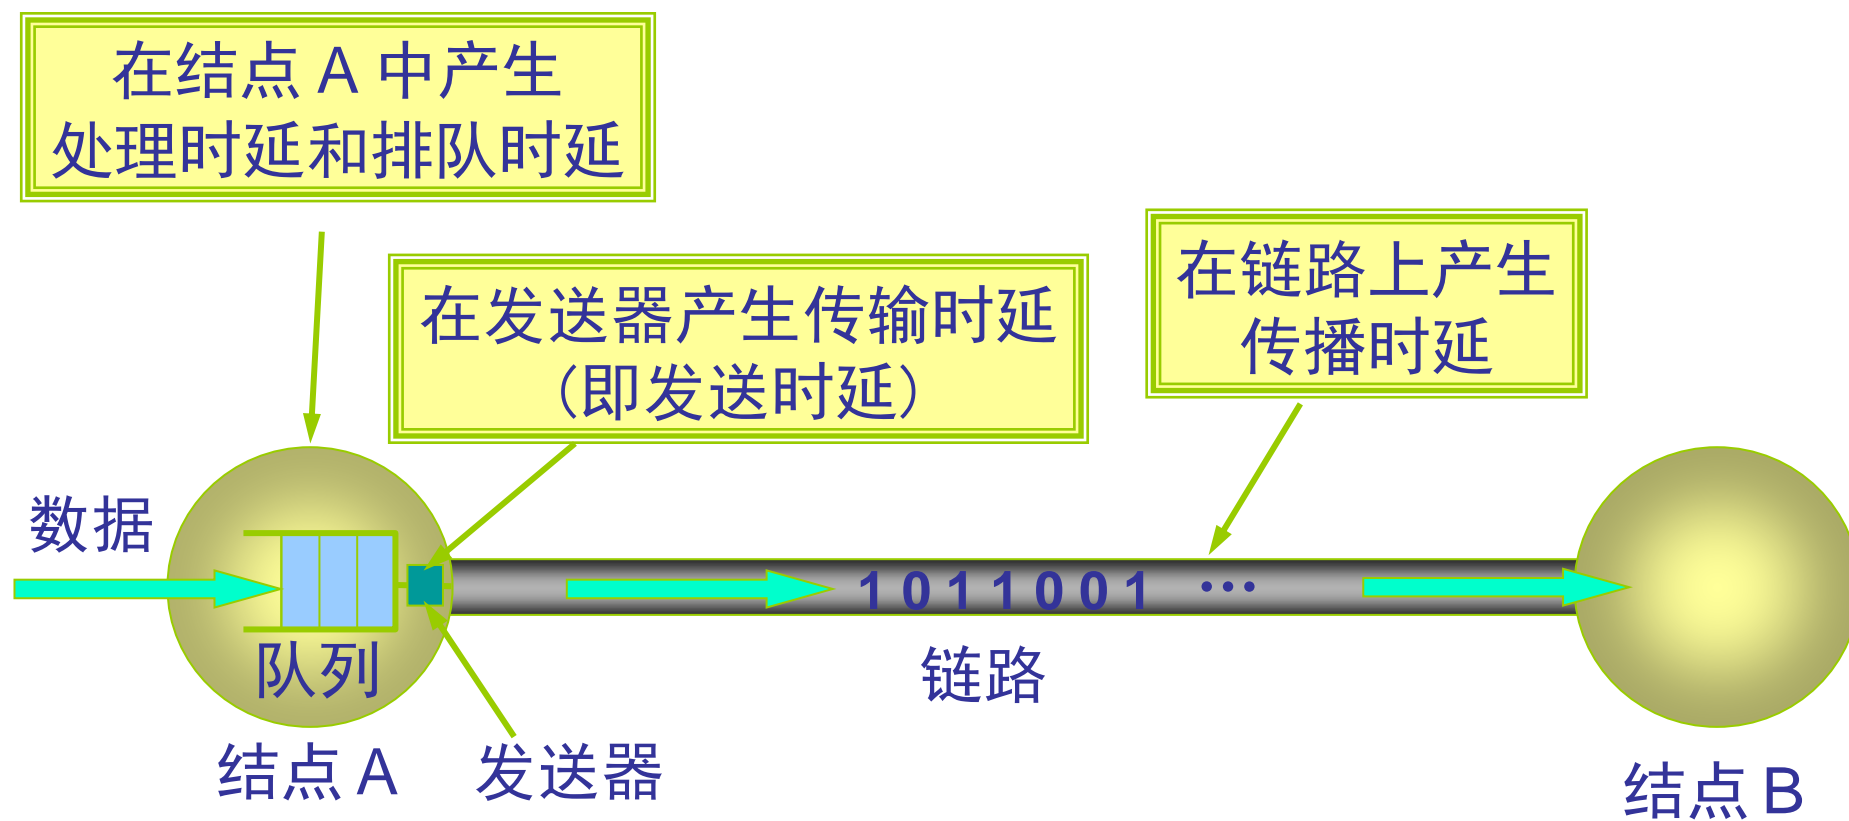 在结点 A 中产生
处理时延和排队时延
在发送器产生传输时延
(即发送时延)
在链路上产生
传播时延
数据
1 0 1 1 0 0 1 …
队列
链路
结点 A
发送器
结点 B